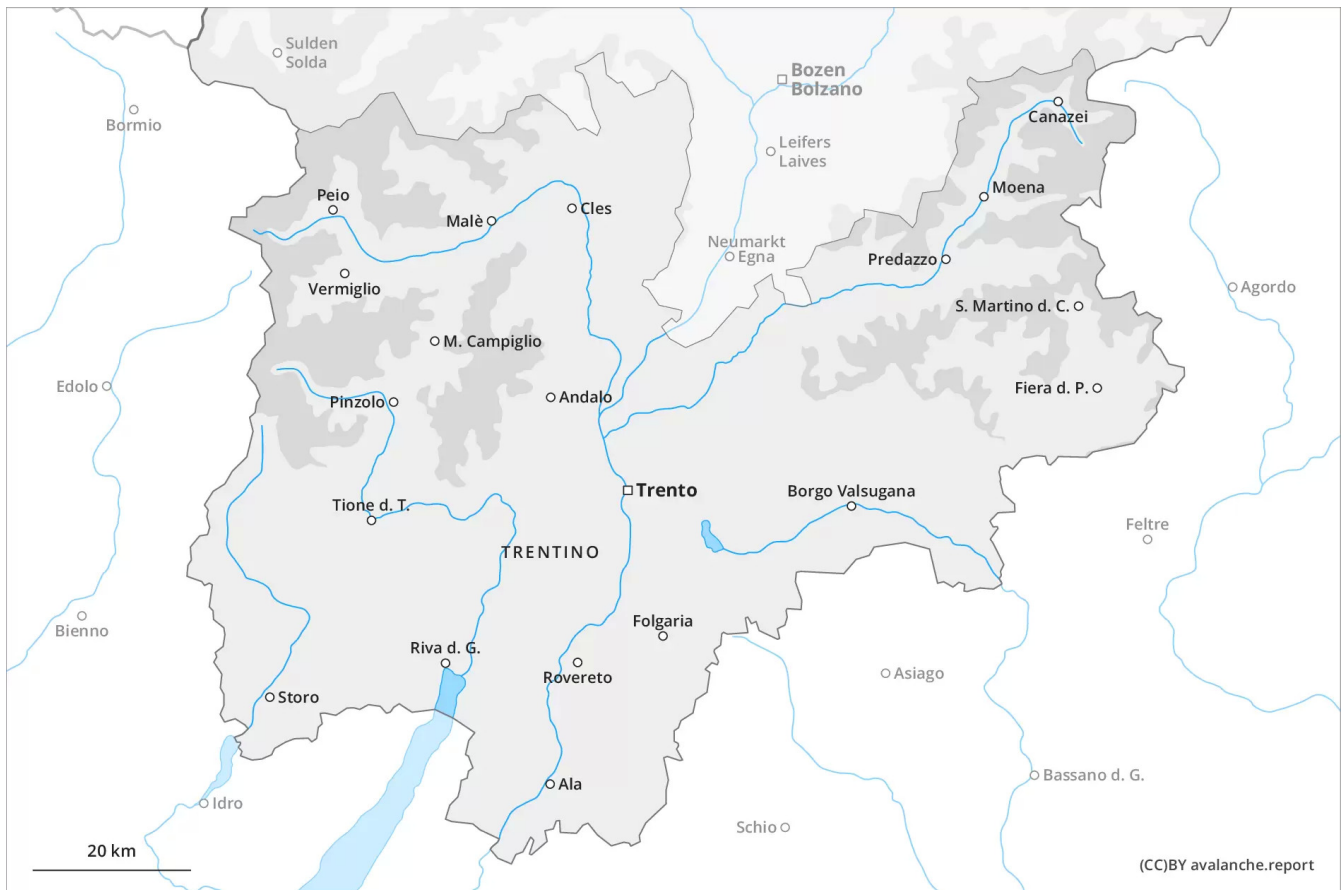 Sulden
Solda
Bozen
Bolzano
Bormio
Canazei
Leifers
Laives
Peio
Moena
Malè
Cles
Neumarkt
Egna
Predazzo
Vermiglio
Agordo
S. Martino d. C.
M. Campiglio
Edolo
Fiera d. P.
Pinzolo
Andalo
Trento
Borgo Valsugana
Tione d. T.
Feltre
TRENTINO
Bienno
Folgaria
Riva d. G.
Asiago
Rovereto
Storo
Bassano d. G.
Ala
Idro
Schio
20 km
(CC)BY avalanche.report